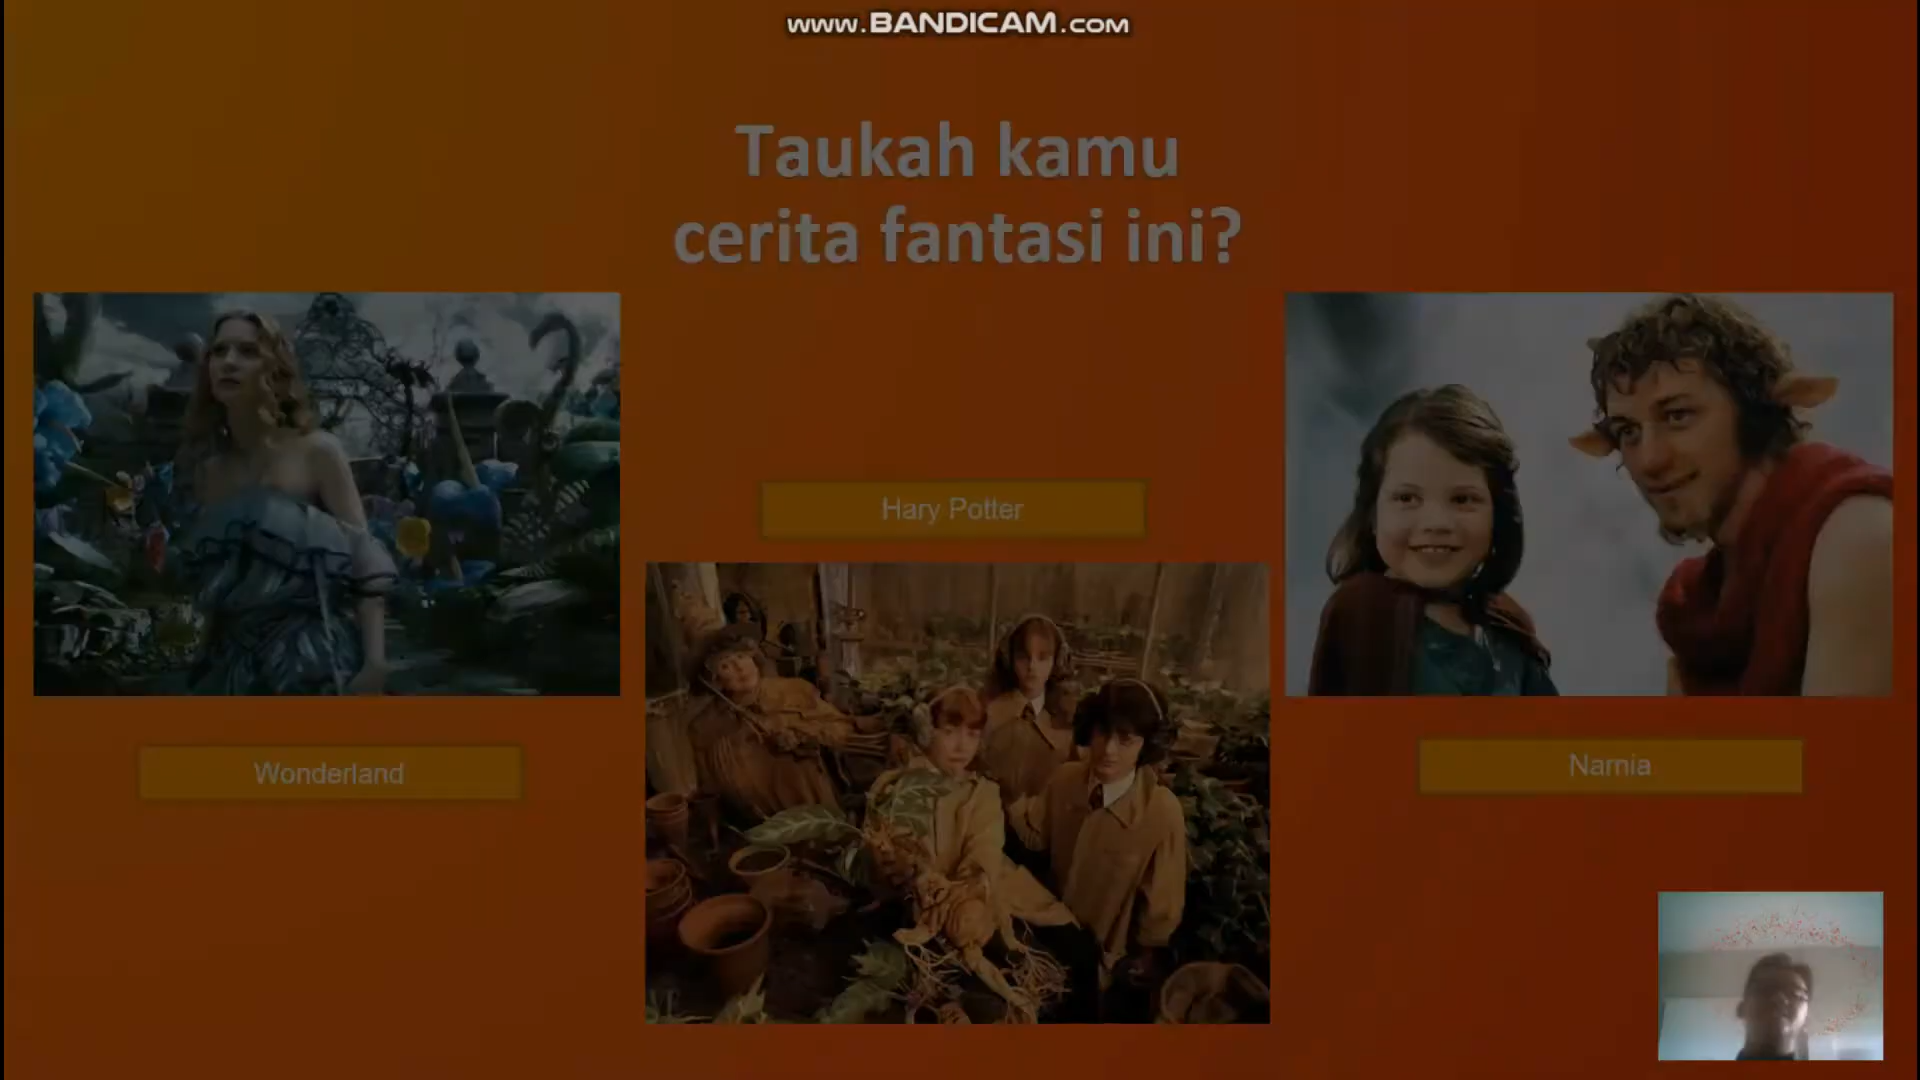 www.BANDICAM.com
Taukah kamu
cerita fantasi ini?
Hary Potter
Wonderland
Narnia